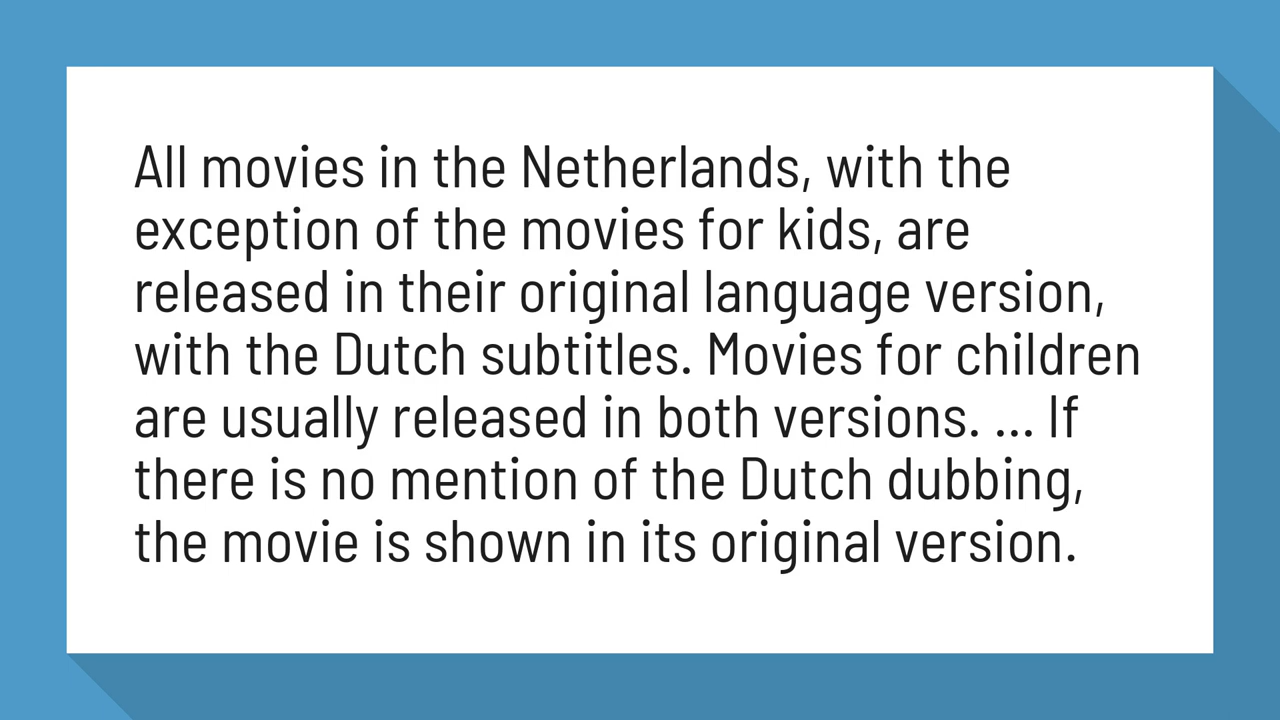 All movies in the Netherlands, with the
exception of the movies for kids, are
released in their original language version,
with the Dutch subtitles. Movies for children
are usually released in both versions. ... If
there is no mention of the Dutch dubbing,
the movie is shown in its original version.